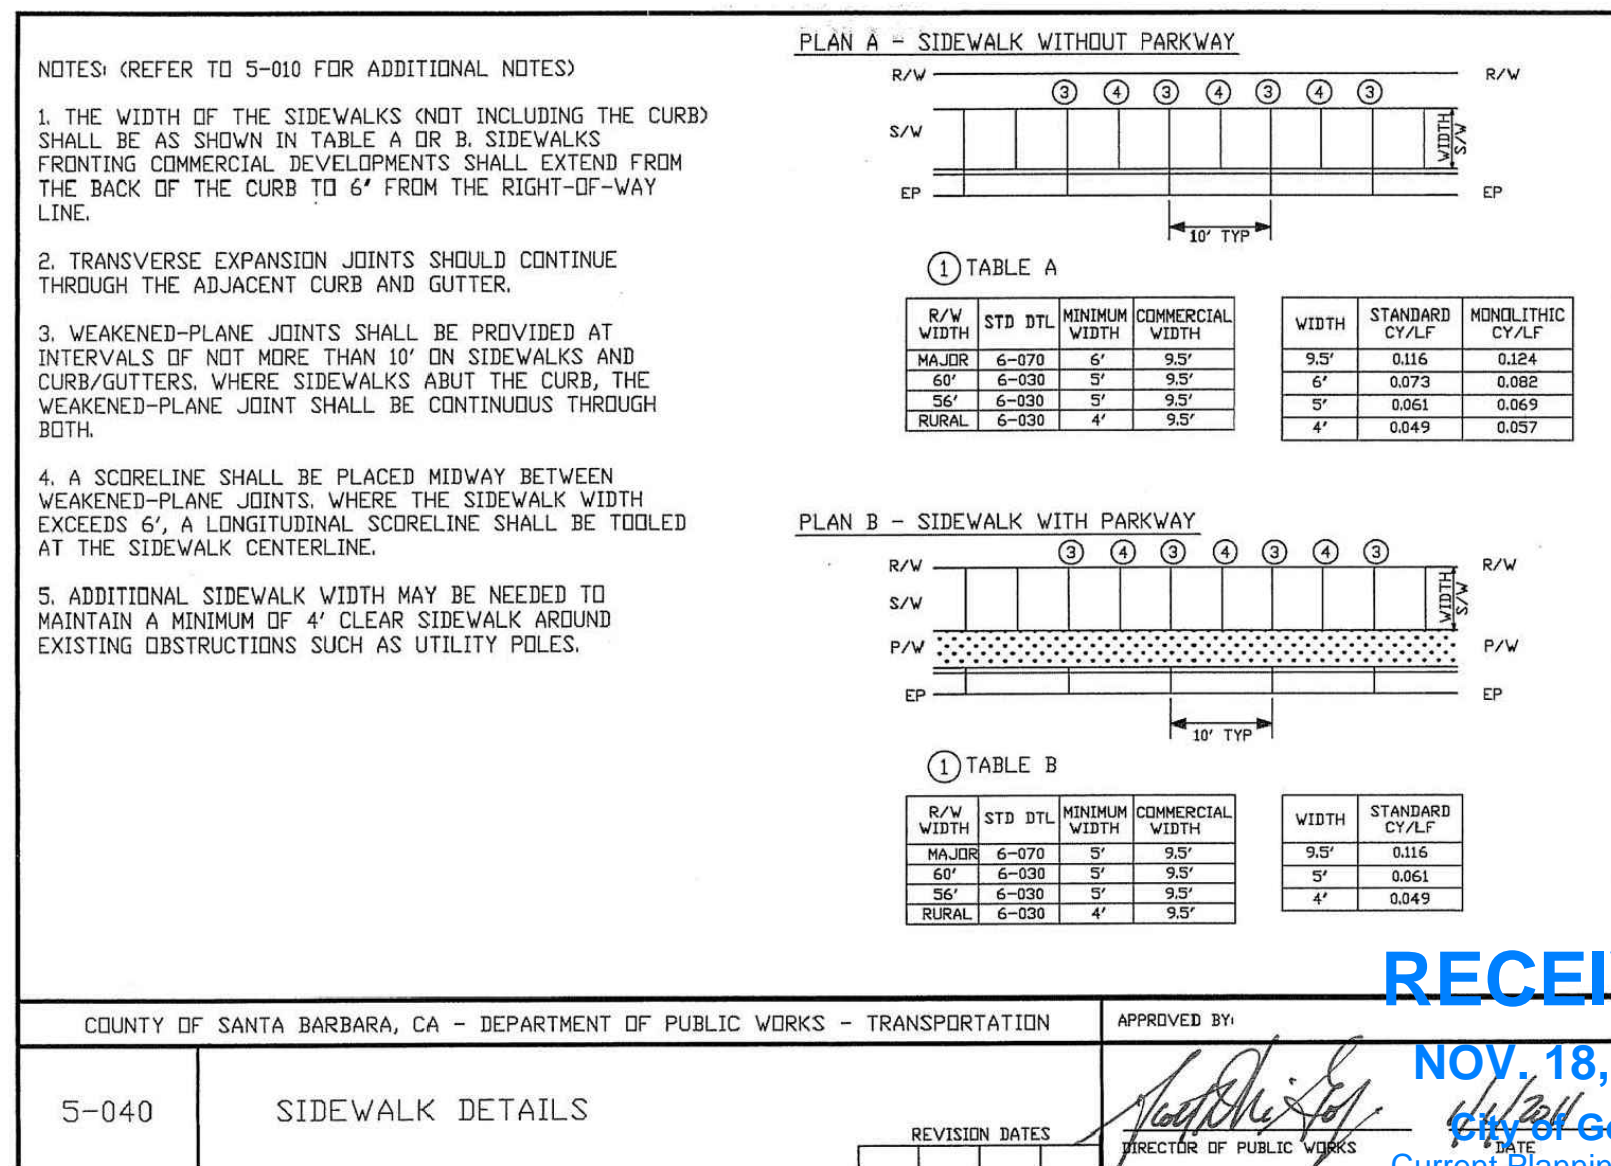 NOTES: (REFER TO 5-010 FOR ADDITIONAL NOTES)
1. THE WIDTH OF THE SIDEWALKS (NOT INCLUDING THE CURB)
SHALL BE AS SHOWN IN TABLE A OR B. SIDEWALKS
FRONTING COMMERCIAL DEVELOPMENTS SHALL EXTEND FROM
THE BACK OF THE CURB TO 6' FROM THE RIGHT-OF-WAY
LINE.
2. TRANSVERSE EXPANSION JOINTS SHOULD CONTINUE
THROUGH THE ADJACENT CURB AND GUTTER.
3. WEAKENED-PLANE JOINTS SHALL BE PROVIDED AT
INTERVALS OF NOT MORE THAN 10' ON SIDEWALKS AND
CURB/GUTTERS. WHERE SIDEWALKS ABUT THE CURB, THE
WEAKENED-PLANE JOINT SHALL BE CONTINUOUS THROUGH
BOTH.
4. A SCORELINE SHALL BE PLACED MIDWAY BETWEEN
WEAKENED-PLANE JOINTS. WHERE THE SIDEWALK WIDTH
EXCEEDS 6', A LONGITUDINAL SCORELINE SHALL BE TOOLED
AT THE SIDEWALK CENTERLINE.
5. ADDITIONAL SIDEWALK WIDTH MAY BE NEEDED TO
MAINTAIN A MINIMUM OF 4' CLEAR SIDEWALK AROUND
EXISTING OBSTRUCTIONS SUCH AS UTILITY POLES.
PLAN A - SIDEWALK WITHOUT PARKWAY
R/W R/W
3 4 3 4 3 4 3
S/W WIDTH S/W
EP EP
10' TYP
1 TABLE A
R/W WIDTH STD DTL MINIMUM WIDTH COMMERCIAL WIDTH
MAJOR 6-070 6' 9.5'
60' 6-030 5' 9.5'
56' 6-030 5' 9.5'
RURAL 6-030 4' 9.5'
WIDTH STANDARD CY/LF MONOLITHIC CY/LF
9.5' 0.116 0.124
6' 0.073 0.082
5' 0.061 0.069
4' 0.049 0.057
PLAN B - SIDEWALK WITH PARKWAY
3 4 3 4 3 4 3
R/W R/W
S/W WIDTH S/W
P/W P/W
EP EP
10' TYP
1 TABLE B
R/W WIDTH STD DTL MINIMUM WIDTH COMMERCIAL WIDTH
MAJOR 6-070 5' 9.5'
60' 6-030 5' 9.5'
56' 6-030 5' 9.5'
RURAL 6-030 4' 9.5'
WIDTH STANDARD CY/LF
9.5' 0.116
5' 0.061
4' 0.049
RECEI
COUNTY OF SANTA BARBARA, CA - DEPARTMENT OF PUBLIC WORKS - TRANSPORTATION
APPROVED BY:
NOV. 18,
5-040
SIDEWALK DETAILS
REVISION DATES
1/1/2011
City of Go
DIRECTOR OF PUBLIC WORKS DATE
Current Planning